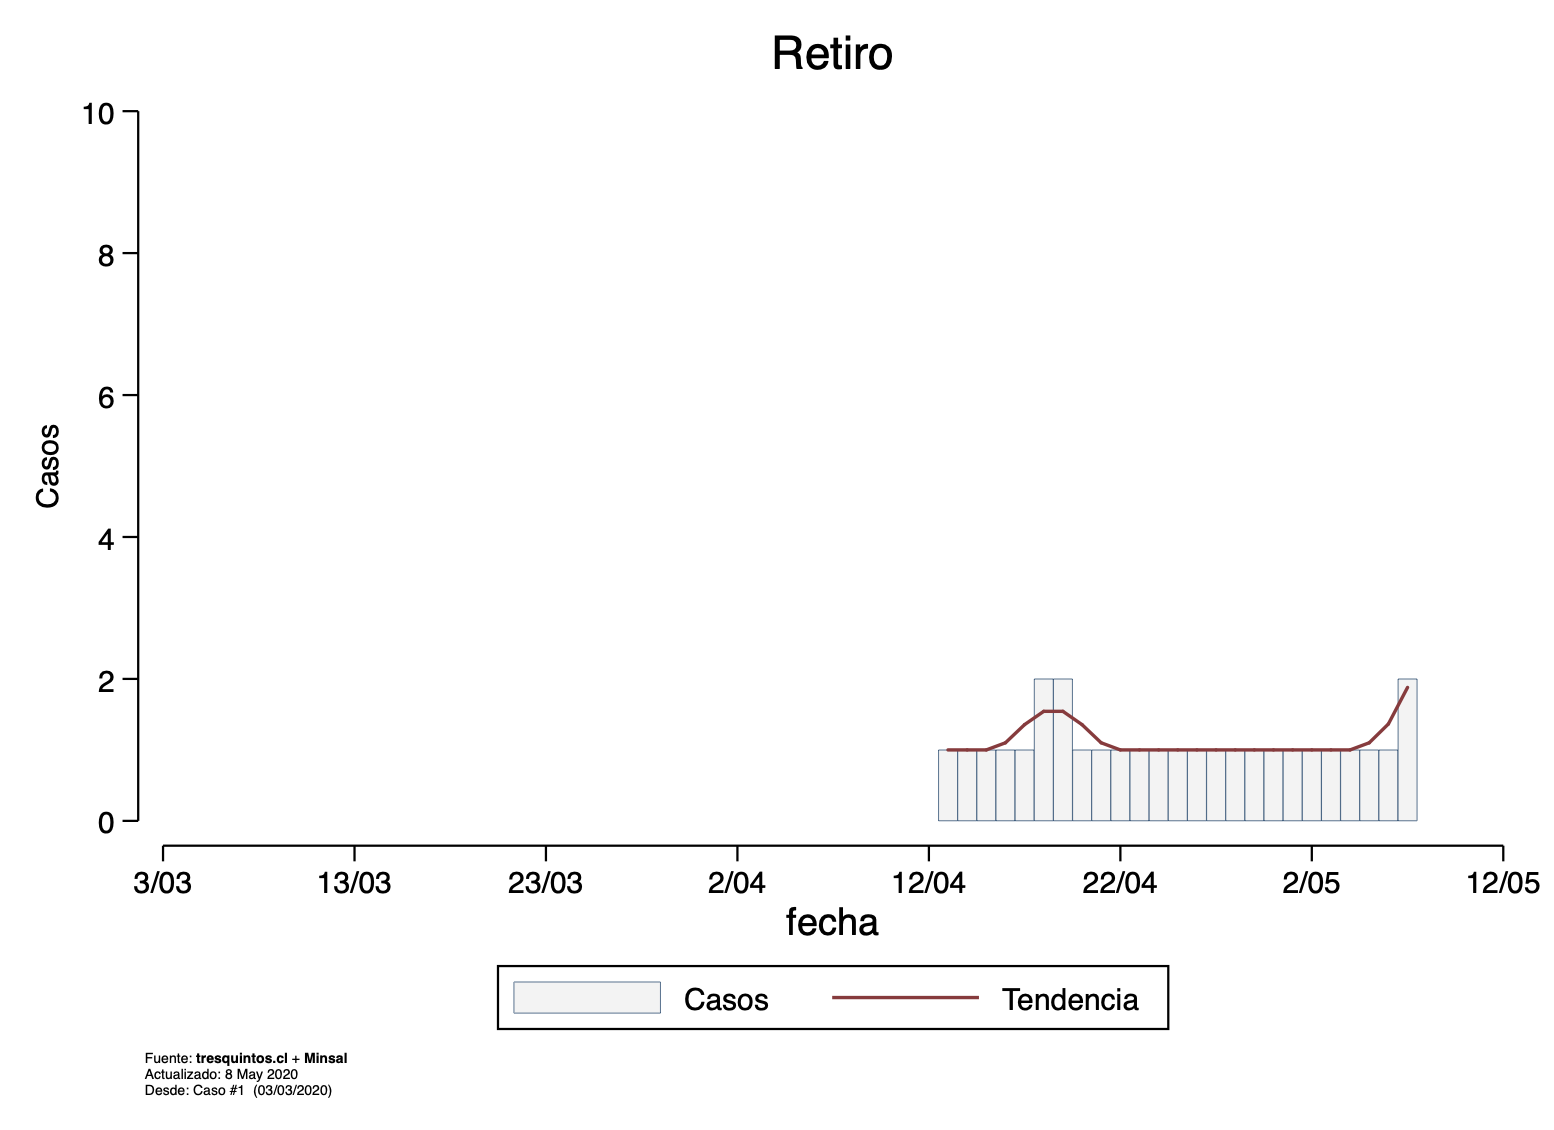 Retiro
10
8
6
4
2
0
Casos
3/03 13/03 23/03 2/04 12/04 22/04 2/05 12/05
fecha
Casos Tendencia
Fuente: tresquintos.cl + Minsal
Actualizado: 8 May 2020
Desde: Caso #1 (03/03/2020)